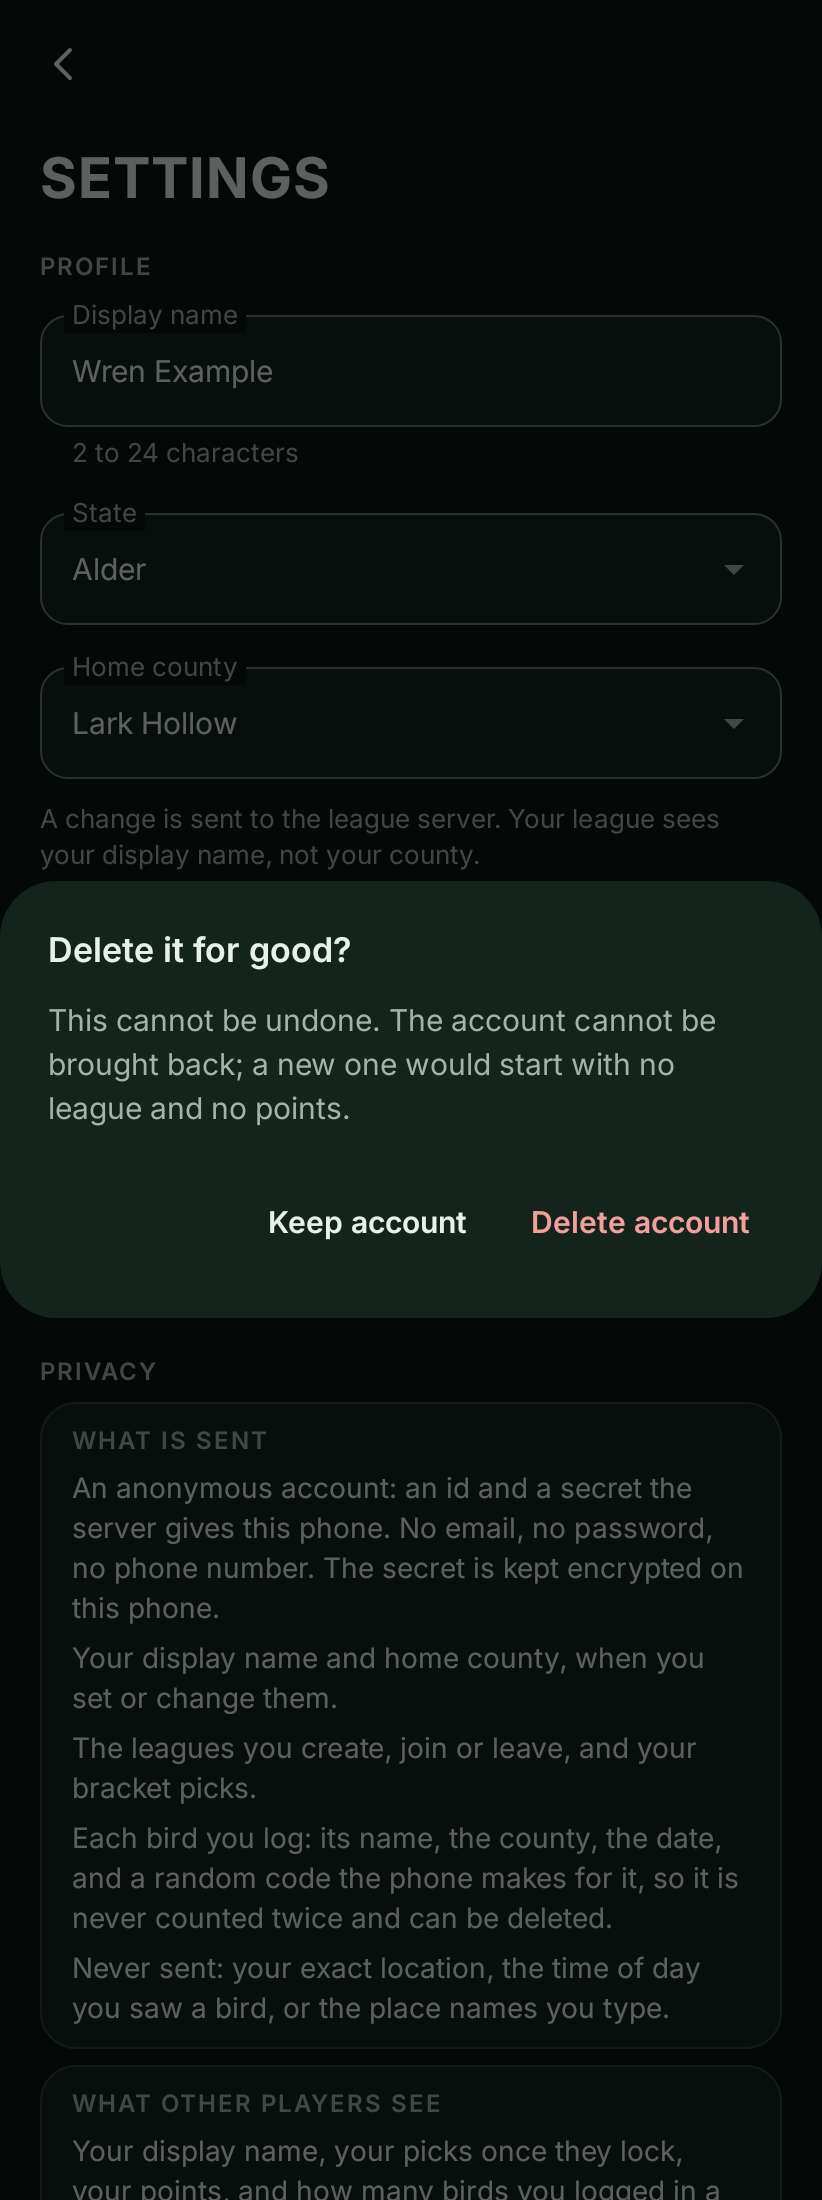 SETTINGS
PROFILE
Display name
Wren Example
2 to 24 characters
State
Alder
Home county
Lark Hollow
A change is sent to the league server. Your league sees
your display name, not your county.
Delete it for good?
This cannot be undone. The account cannot be
brought back; a new one would start with no
league and no points.
Keep account
Delete account
PRIVACY
WHAT IS SENT
An anonymous account: an id and a secret the
server gives this phone. No email, no password,
no phone number. The secret is kept encrypted on
this phone.
Your display name and home county, when you
set or change them.
The leagues you create, join or leave, and your
bracket picks.
Each bird you log: its name, the county, the date,
and a random code the phone makes for it, so it is
never counted twice and can be deleted.
Never sent: your exact location, the time of day
you saw a bird, or the place names you type.
WHAT OTHER PLAYERS SEE
Your display name, your picks once they lock,
your points, and how many birds you logged in a